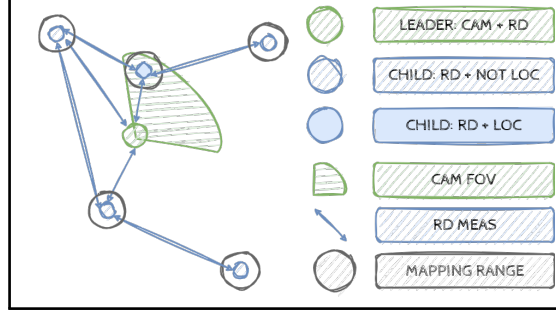 LEADER: CAM + RD
CHILD: RD + NOT LOC
CHILD: RD + LOC
CAM FOV
RD MEAS
MAPPING RANGE